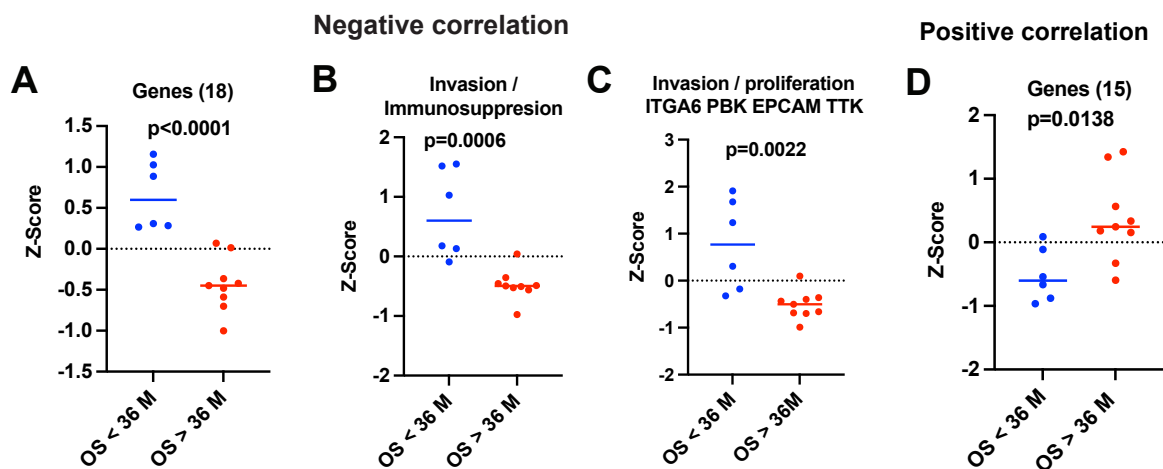 Negative correlation
Positive correlation
A
Genes (18)
p<0.0001
Z-Score
1.5
1.0
0.5
0.0
-0.5
-1.0
-1.5
OS < 36 M
OS > 36 M
B
Invasion /
Immunosuppresion
p=0.0006
Z-Score
2
1
0
-1
-2
OS < 36 M
OS > 36 M
C
Invasion / proliferation
ITGA6 PBK EPCAM TTK
p=0.0022
Z-Score
3
2
1
0
-1
-2
OS < 36 M
OS > 36M
D
Genes (15)
p=0.0138
Z-Score
2
1
0
-1
-2
OS < 36 M
OS > 36 M